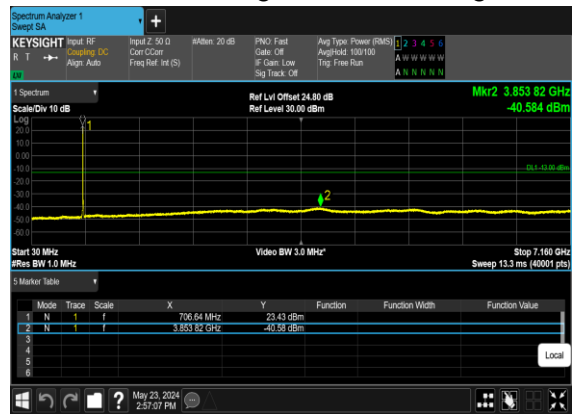 Spectrum Analyzer 1
Swept SA
+
KEYSIGHT Input: RF Input Z: 50 Ω #Atten: 20 dB PNO: Fast Avg Type: Power (RMS) 1 2 3 4 5 6
R T Coupling: DC Corr CCorr Gate: Off Avg|Hold: 100/100 A W W W W W
Align: Auto Freq Ref: Int (S) IF Gain: Low Trig: Free Run
LW Sig Track: Off A N N N N N
1 Spectrum Ref Lvl Offset 24.80 dB Mkr2 3.853 82 GHz
Scale/Div 10 dB Ref Level 30.00 dBm -40.584 dBm
Log
20.0 1
10.0
0.00
-10.0 DL1 -13.00 dBm
-20.0
-30.0 2
-40.0
-50.0
-60.0
Start 30 MHz Video BW 3.0 MHz* Stop 7.160 GHz
#Res BW 1.0 MHz Sweep 13.3 ms (40001 pts)
5 Marker Table
Mode Trace Scale X Y Function Function Width Function Value
1 N 1 f 706.64 MHz 23.43 dBm
2 N 1 f 3.853 82 GHz -40.58 dBm
3
4
5
6
Local
? May 23, 2024
2:57:07 PM